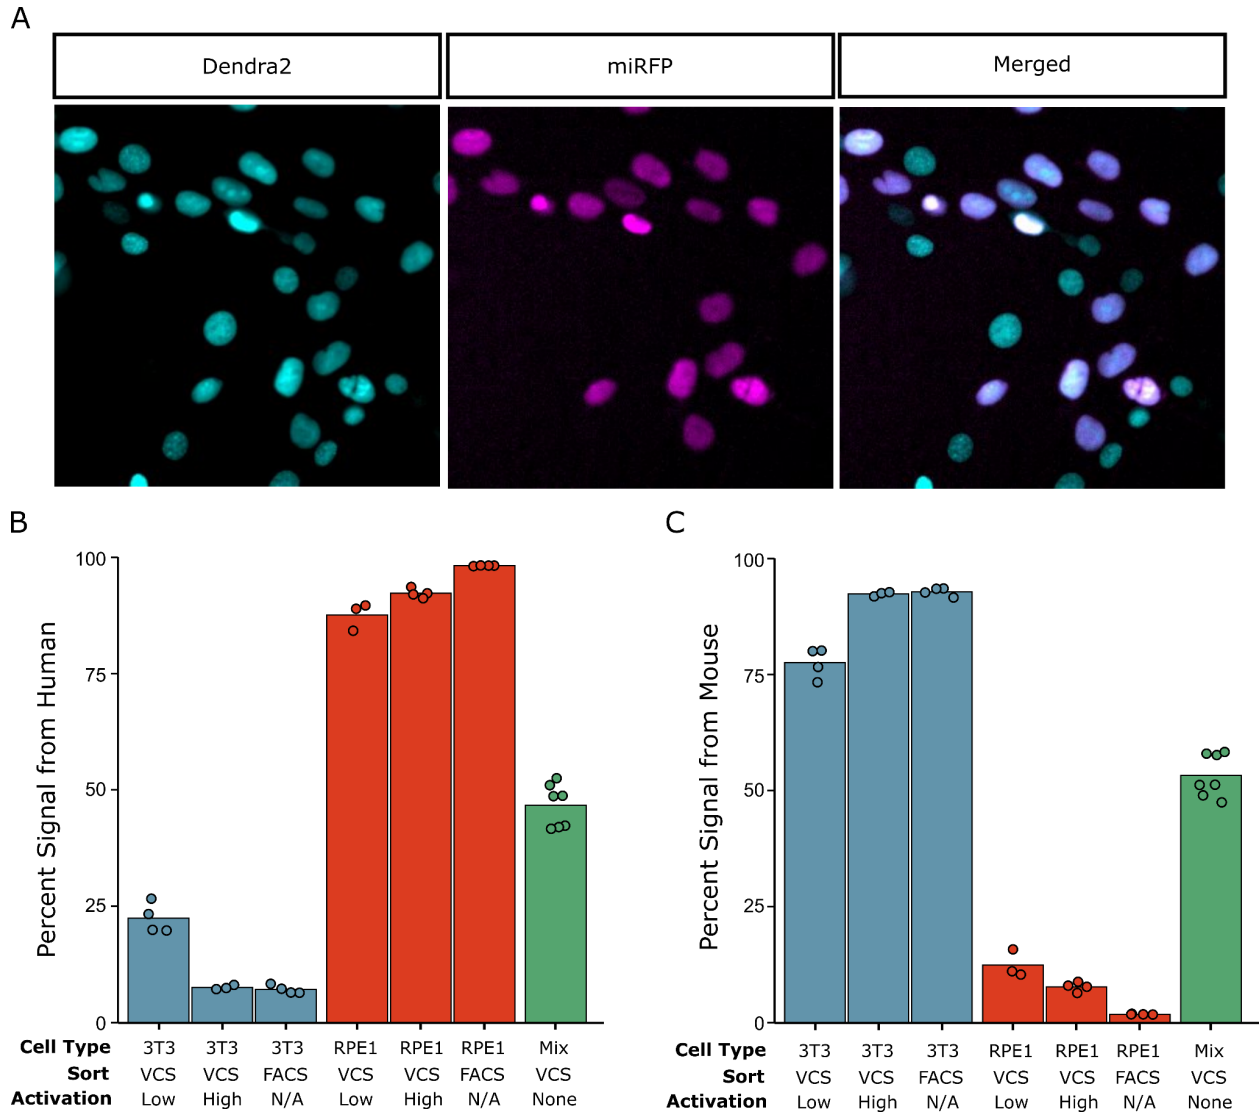 A
Dendra2 miRFP Merged
B
C
100
75
50
25
0
Percent Signal from Human
Cell Type 3T3 3T3 3T3 RPE1 RPE1 RPE1 Mix
Sort VCS VCS FACS VCS VCS FACS VCS
Activation Low High N/A Low High N/A None
100
75
50
25
0
Percent Signal from Mouse
Cell Type 3T3 3T3 3T3 RPE1 RPE1 RPE1 Mix
Sort VCS VCS FACS VCS VCS FACS VCS
Activation Low High N/A Low High N/A None